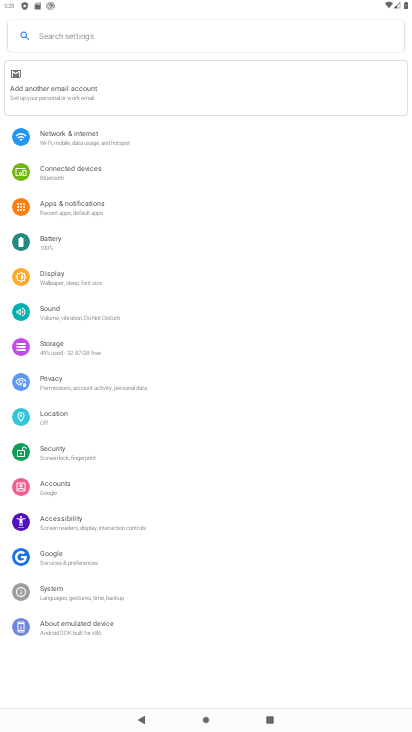 5:28
Search settings
Add another email account
Set up your personal or work email
Network & internet
Wi-Fi, mobile, data usage, and hotspot
Connected devices
Bluetooth
Apps & notifications
Recent apps, default apps
Battery
100%
Display
Wallpaper, sleep, font size
Sound
Volume, vibration, Do Not Disturb
Storage
49% used - 32.87 GB free
Privacy
Permissions, account activity, personal data
Location
Off
Security
Screen lock, fingerprint
Accounts
Google
Accessibility
Screen readers, display, interaction controls
Google
Services & preferences
System
Languages, gestures, time, backup
About emulated device
Android SDK built for x86